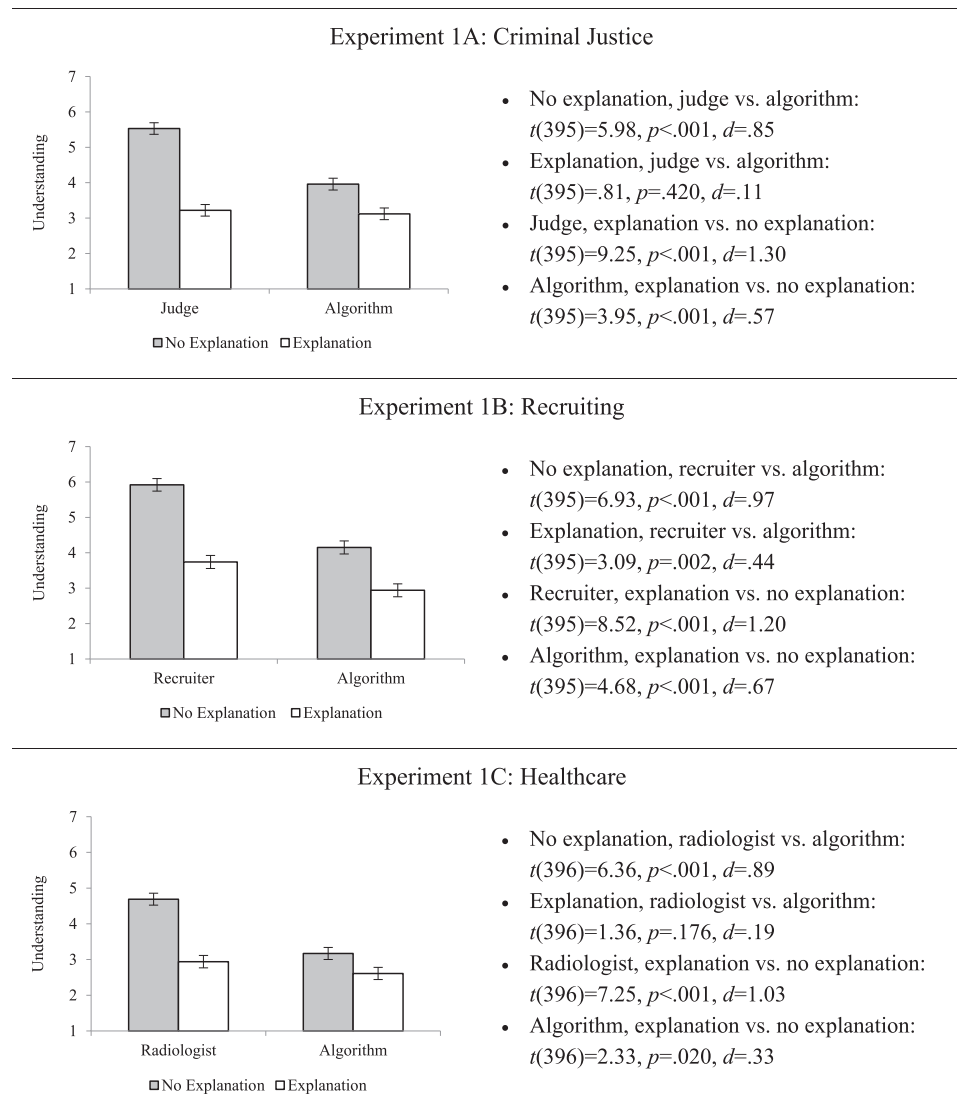 Experiment 1A: Criminal Justice
7
6
5
4
3
2
1
Understanding
Judge
Algorithm
No Explanation
Explanation
• No explanation, judge vs. algorithm:
t(395)=5.98, p<.001, d=.85
• Explanation, judge vs. algorithm:
t(395)=.81, p=.420, d=.11
• Judge, explanation vs. no explanation:
t(395)=9.25, p<.001, d=1.30
• Algorithm, explanation vs. no explanation:
t(395)=3.95, p<.001, d=.57
Experiment 1B: Recruiting
7
6
5
4
3
2
1
Understanding
Recruiter
Algorithm
No Explanation
Explanation
• No explanation, recruiter vs. algorithm:
t(395)=6.93, p<.001, d=.97
• Explanation, recruiter vs. algorithm:
t(395)=3.09, p=.002, d=.44
• Recruiter, explanation vs. no explanation:
t(395)=8.52, p<.001, d=1.20
• Algorithm, explanation vs. no explanation:
t(395)=4.68, p<.001, d=.67
Experiment 1C: Healthcare
7
6
5
4
3
2
1
Understanding
Radiologist
Algorithm
No Explanation
Explanation
• No explanation, radiologist vs. algorithm:
t(396)=6.36, p<.001, d=.89
• Explanation, radiologist vs. algorithm:
t(396)=1.36, p=.176, d=.19
• Radiologist, explanation vs. no explanation:
t(396)=7.25, p<.001, d=1.03
• Algorithm, explanation vs. no explanation:
t(396)=2.33, p=.020, d=.33